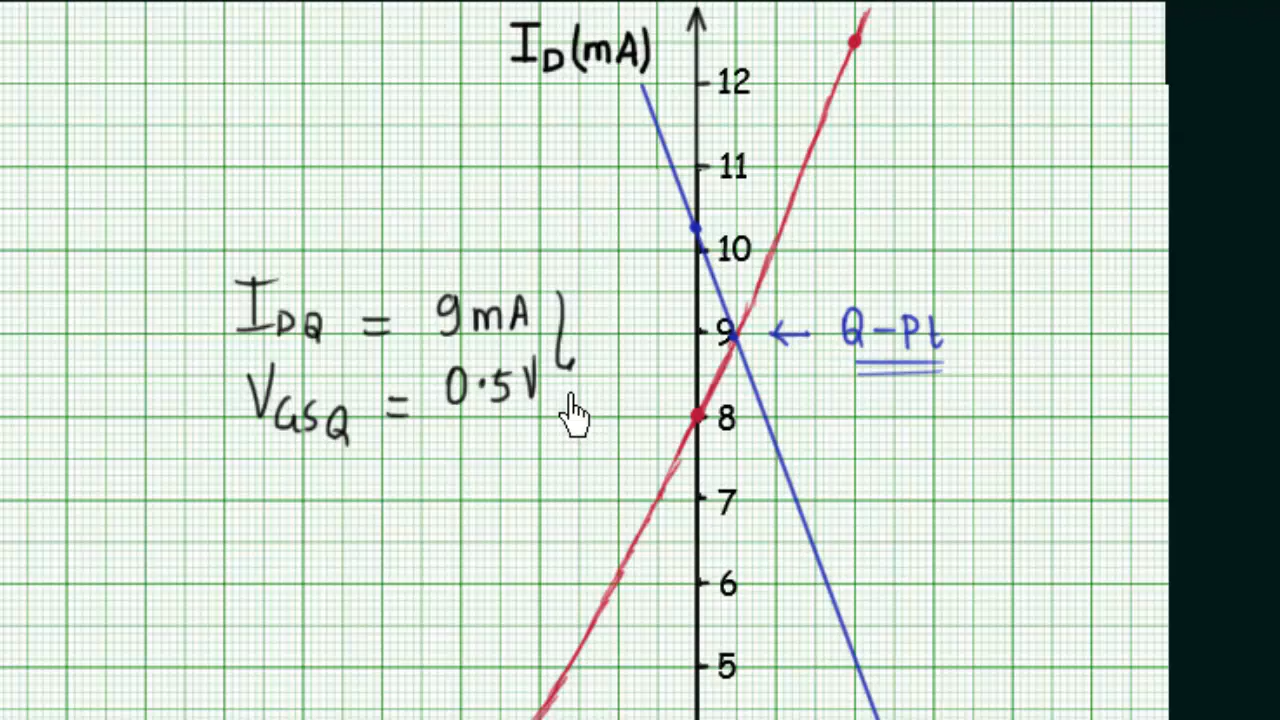 I_D(mA)
12
11
10
I_DQ = 9mA
9 ← Q-Pt
V_GSQ = 0.5V
8
7
6
5